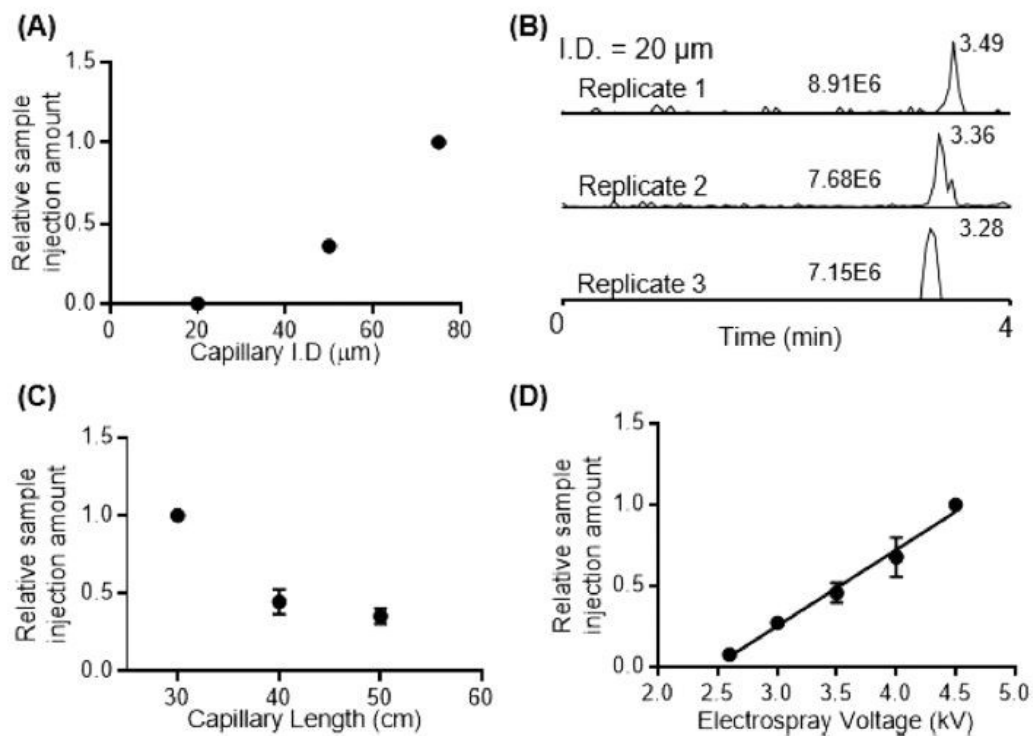 (A)
Relative sample
injection amount
1.5
1.0
0.5
0.0
0 20 40 60 80
Capillary I.D (μm)
(B)
I.D. = 20 μm
3.49
Replicate 1
8.91E6
3.36
Replicate 2
7.68E6
3.28
Replicate 3
7.15E6
0 4
Time (min)
(C)
Relative sample
injection amount
1.5
1.0
0.5
0.0
30 40 50 60
Capillary Length (cm)
(D)
Relative sample
injection amount
1.5
1.0
0.5
0.0
2.0 2.5 3.0 3.5 4.0 4.5 5.0
Electrospray Voltage (kV)